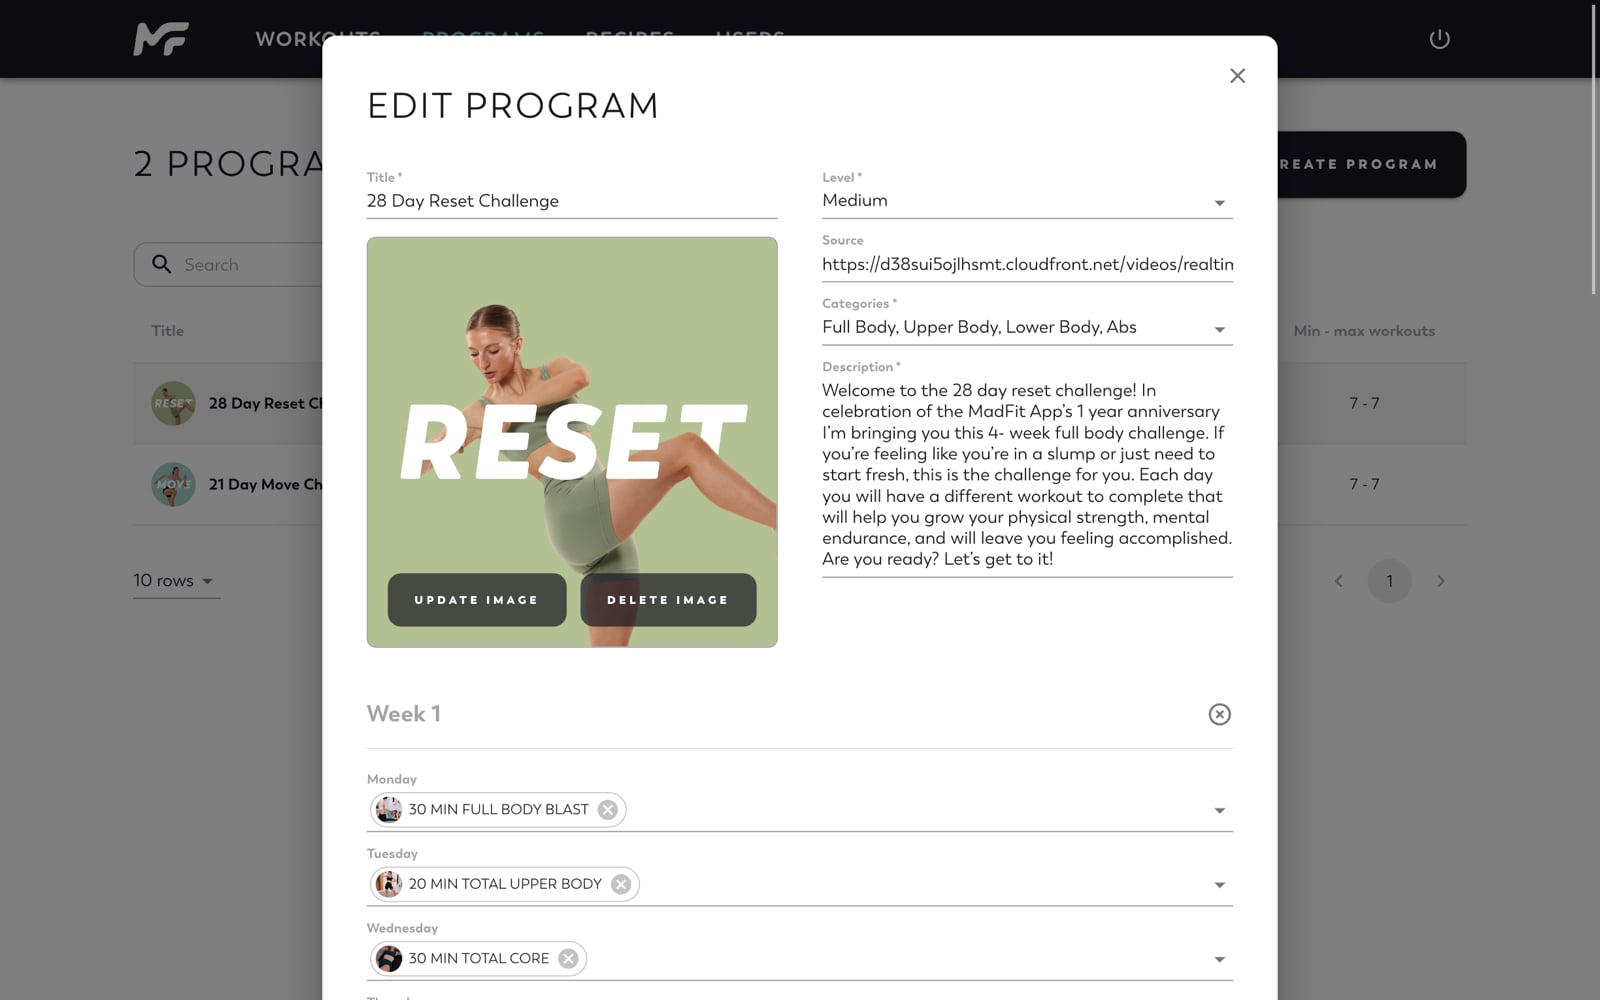 MF
WORKOUTS PROGRAMS RECIPES USERS
EDIT PROGRAM
2 PROGRA
REATE PROGRAM
Title *
28 Day Reset Challenge
Level *
Medium
Source
https://d38sui5ojlhsmt.cloudfront.net/videos/realtin
Categories *
Full Body, Upper Body, Lower Body, Abs
Description *
Welcome to the 28 day reset challenge! In
celebration of the MadFit App's 1 year anniversary
I'm bringing you this 4- week full body challenge. If
you're feeling like you're in a slump or just need to
start fresh, this is the challenge for you. Each day
you will have a different workout to complete that
will help you grow your physical strength, mental
endurance, and will leave you feeling accomplished.
Are you ready? Let's get to it!
RESET
UPDATE IMAGE
DELETE IMAGE
Search
Title
Min - max workouts
RESET
28 Day Reset Ch
7 - 7
MOVE
21 Day Move Ch
7 - 7
10 rows
1
Week 1
Monday
30 MIN FULL BODY BLAST
Tuesday
20 MIN TOTAL UPPER BODY
Wednesday
30 MIN TOTAL CORE